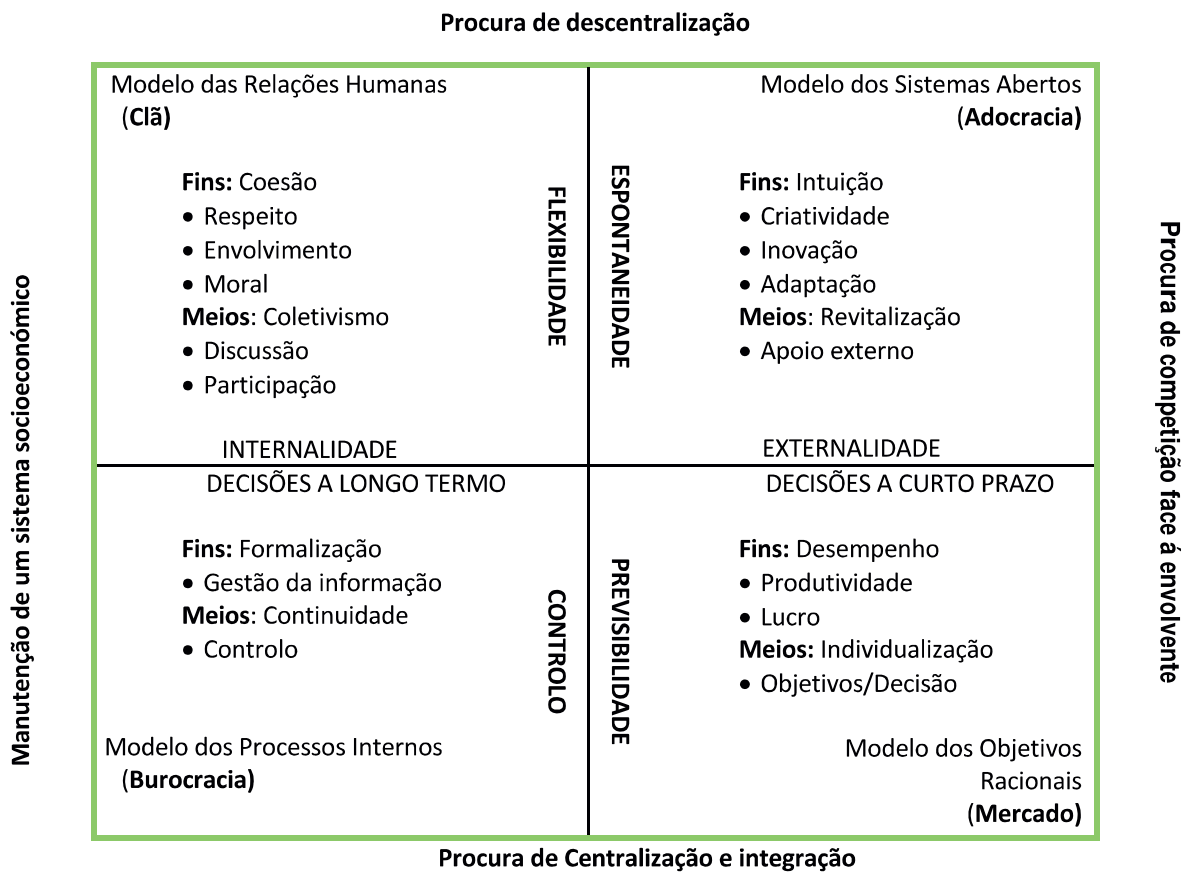 Procura de descentralização
Modelo das Relações Humanas
(Clã)
Fins: Coesão
• Respeito
• Envolvimento
• Moral
Meios: Coletivismo
• Discussão
• Participação
FLEXIBILIDADE
INTERNALIDADE
Modelo dos Sistemas Abertos
(Adocracia)
ESPONTANEIDADE
Fins: Intuição
• Criatividade
• Inovação
• Adaptação
Meios: Revitalização
• Apoio externo
EXTERNALIDADE
Manutenção de um sistema socioeconómico
Procura de competição face á envolvente
DECISÕES A LONGO TERMO
Fins: Formalização
• Gestão da informação
Meios: Continuidade
• Controlo
CONTROLO
Modelo dos Processos Internos
(Burocracia)
DECISÕES A CURTO PRAZO
PREVISIBILIDADE
Fins: Desempenho
• Produtividade
• Lucro
Meios: Individualização
• Objetivos/Decisão
Modelo dos Objetivos
Racionais
(Mercado)
Procura de Centralização e integração